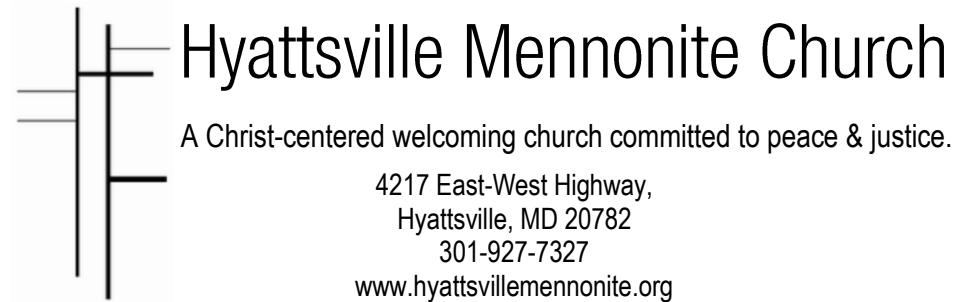 Hyattsville Mennonite Church
A Christ-centered welcoming church committed to peace & justice.
4217 East-West Highway,
Hyattsville, MD 20782
301-927-7327
www.hyattsvillemennonite.org